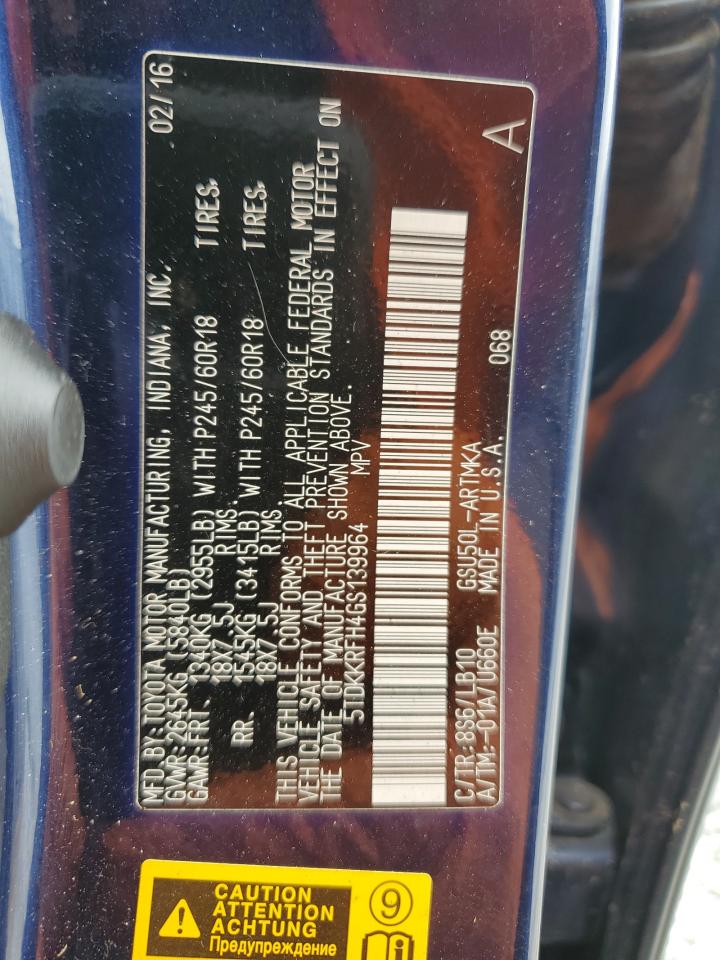 MFD BY:TOYOTA MOTOR MANUFACTURING, INDIANA, INC. 02/16
GVWR:2645KG (5840LB)
GAWR:FRT. 1340KG (2955LB) WITH P245/60R18 TIRES,
18X7.5J RIMS,
RR. 1545KG (3415LB) WITH P245/60R18 TIRES,
18X7.5J RIMS
THIS VEHICLE CONFORMS TO ALL APPLICABLE FEDERAL MOTOR
VEHICLE SAFETY AND THEFT PREVENTION STANDARDS IN EFFECT ON
THE DATE OF MANUFACTURE SHOWN ABOVE.
5TDKKRFH4GS139964 MPV
A
C/TR:8S6/LB10 GSU50L-ARTMKA 068
A/TM:-01A/U660E MADE IN U.S.A.
CAUTION
ATTENTION
ACHTUNG
Предупреждение
9